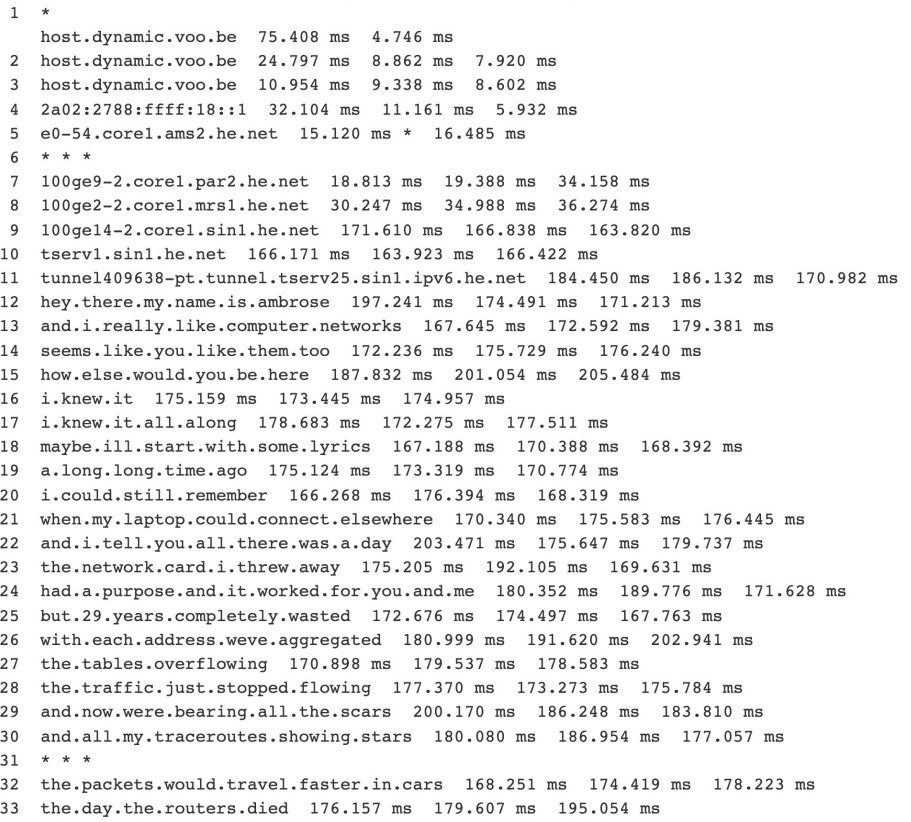 1 *
host.dynamic.voo.be 75.408 ms 4.746 ms
2 host.dynamic.voo.be 24.797 ms 8.862 ms 7.920 ms
3 host.dynamic.voo.be 10.954 ms 9.338 ms 8.602 ms
4 2a02:2788:ffff:18::1 32.104 ms 11.161 ms 5.932 ms
5 e0-54.core1.ams2.he.net 15.120 ms * 16.485 ms
6 * * *
7 100ge9-2.core1.par2.he.net 18.813 ms 19.388 ms 34.158 ms
8 100ge2-2.core1.mrs1.he.net 30.247 ms 34.988 ms 36.274 ms
9 100ge14-2.core1.sin1.he.net 171.610 ms 166.838 ms 163.820 ms
10 tserv1.sin1.he.net 166.171 ms 163.923 ms 166.422 ms
11 tunnel409638-pt.tunnel.tserv25.sin1.ipv6.he.net 184.450 ms 186.132 ms 170.982 ms
12 hey.there.my.name.is.ambrose 197.241 ms 174.491 ms 171.213 ms
13 and.i.really.like.computer.networks 167.645 ms 172.592 ms 179.381 ms
14 seems.like.you.like.them.too 172.236 ms 175.729 ms 176.240 ms
15 how.else.would.you.be.here 187.832 ms 201.054 ms 205.484 ms
16 i.knew.it 175.159 ms 173.445 ms 174.957 ms
17 i.knew.it.all.along 178.683 ms 172.275 ms 177.511 ms
18 maybe.ill.start.with.some.lyrics 167.188 ms 170.388 ms 168.392 ms
19 a.long.long.time.ago 175.124 ms 173.319 ms 170.774 ms
20 i.could.still.remember 166.268 ms 176.394 ms 168.319 ms
21 when.my.laptop.could.connect.elsewhere 170.340 ms 175.583 ms 176.445 ms
22 and.i.tell.you.all.there.was.a.day 203.471 ms 175.647 ms 179.737 ms
23 the.network.card.i.threw.away 175.205 ms 192.105 ms 169.631 ms
24 had.a.purpose.and.it.worked.for.you.and.me 180.352 ms 189.776 ms 171.628 ms
25 but.29.years.completely.wasted 172.676 ms 174.497 ms 167.763 ms
26 with.each.address.weve.aggregated 180.999 ms 191.620 ms 202.941 ms
27 the.tables.overflowing 170.898 ms 179.537 ms 178.583 ms
28 the.traffic.just.stopped.flowing 177.370 ms 173.273 ms 175.784 ms
29 and.now.were.bearing.all.the.scars 200.170 ms 186.248 ms 183.810 ms
30 and.all.my.traceroutes.showing.stars 180.080 ms 186.954 ms 177.057 ms
31 * * *
32 the.packets.would.travel.faster.in.cars 168.251 ms 174.419 ms 178.223 ms
33 the.day.the.routers.died 176.157 ms 179.607 ms 195.054 ms